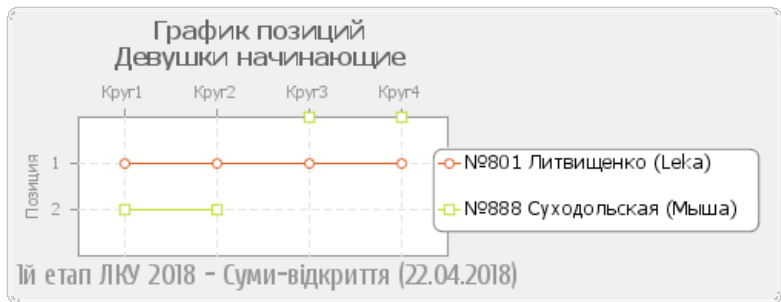 График позиций
Девушки начинающие
Круг1 Круг2 Круг3 Круг4
Позиция
1
2
№801 Литвищенко (Leka)
№888 Суходольская (Мыша)
1й етап ЛКУ 2018 - Суми-відкриття (22.04.2018)